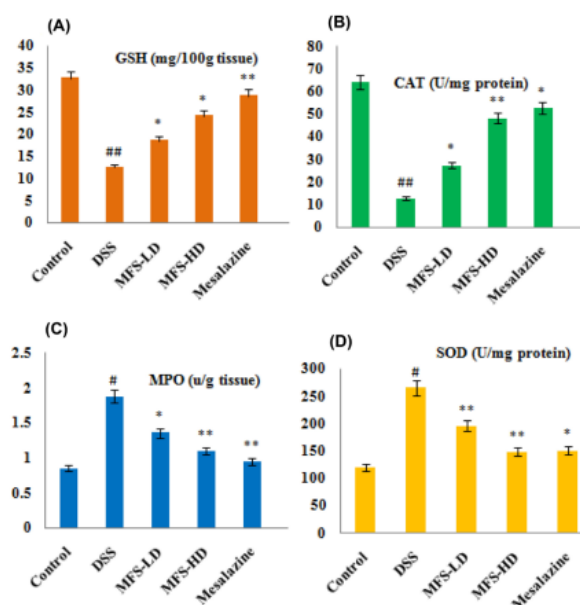 (A)
GSH (mg/100g tissue)
40
35
30
25
20
15
10
5
0
##
*
*
**
Control
DSS
MFS-LD
MFS-HD
Mesalazine
(B)
CAT (U/mg protein)
80
70
60
50
40
30
20
10
0
##
*
**
*
Control
DSS
MFS-LD
MFS-HD
Mesalazine
(C)
MPO (u/g tissue)
2.5
2
1.5
1
0.5
0
#
*
**
**
Control
DSS
MFS-LD
MFS-HD
Mesalazine
(D)
SOD (U/mg protein)
300
250
200
150
100
50
0
#
**
**
*
Control
DSS
MFS-LD
MFS-HD
Mesalazine